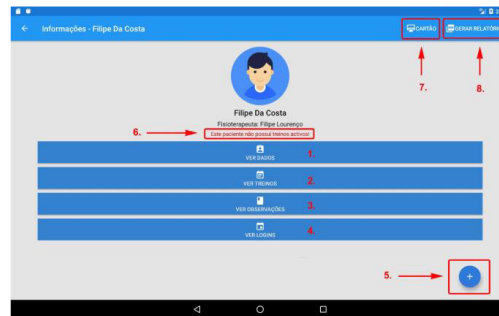 Informações - Filipe Da Costa
CARTÃO
GERAR RELATÓRI
7.
8.
Filipe Da Costa
Fisioterapeuta: Filipe Lourenço
6.
Este paciente não possui treinos activos!
VER DADOS
1.
VER TREINOS
2.
VER OBSERVAÇÕES
3.
VER LOGINS
4.
5.
+